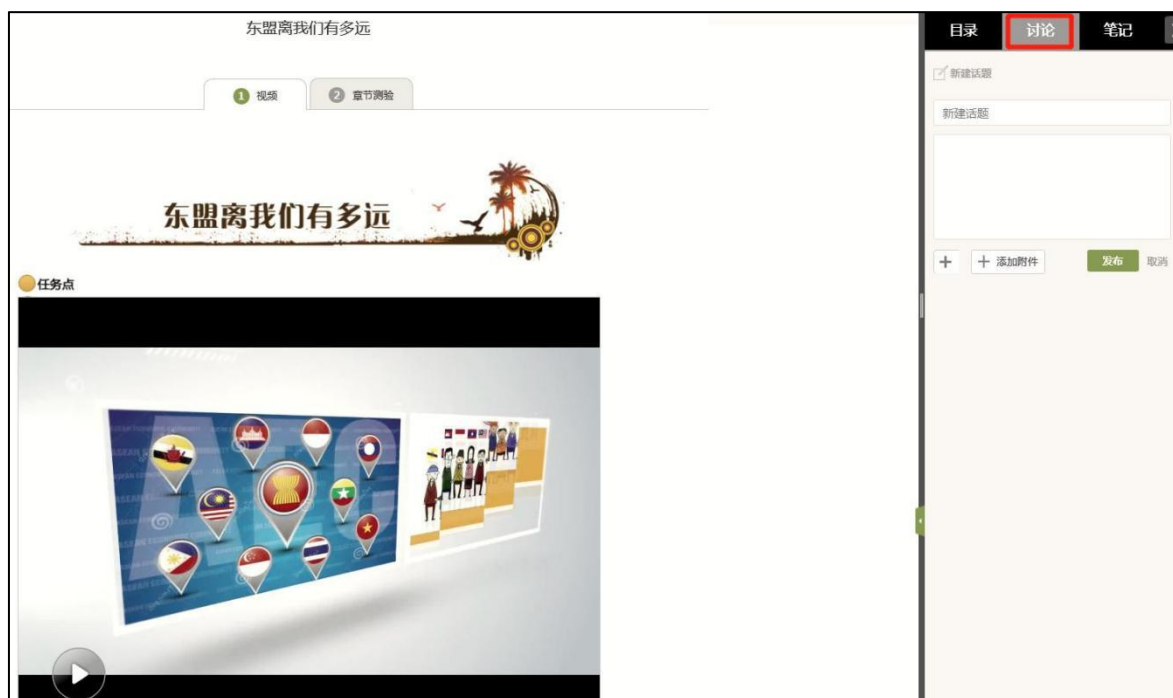 东盟离我们有多远
目录 讨论 笔记
新建话题
1 视频 2 章节测验
新建话题
东盟离我们有多远
+ + 添加附件 发布 取消
任务点
AEC